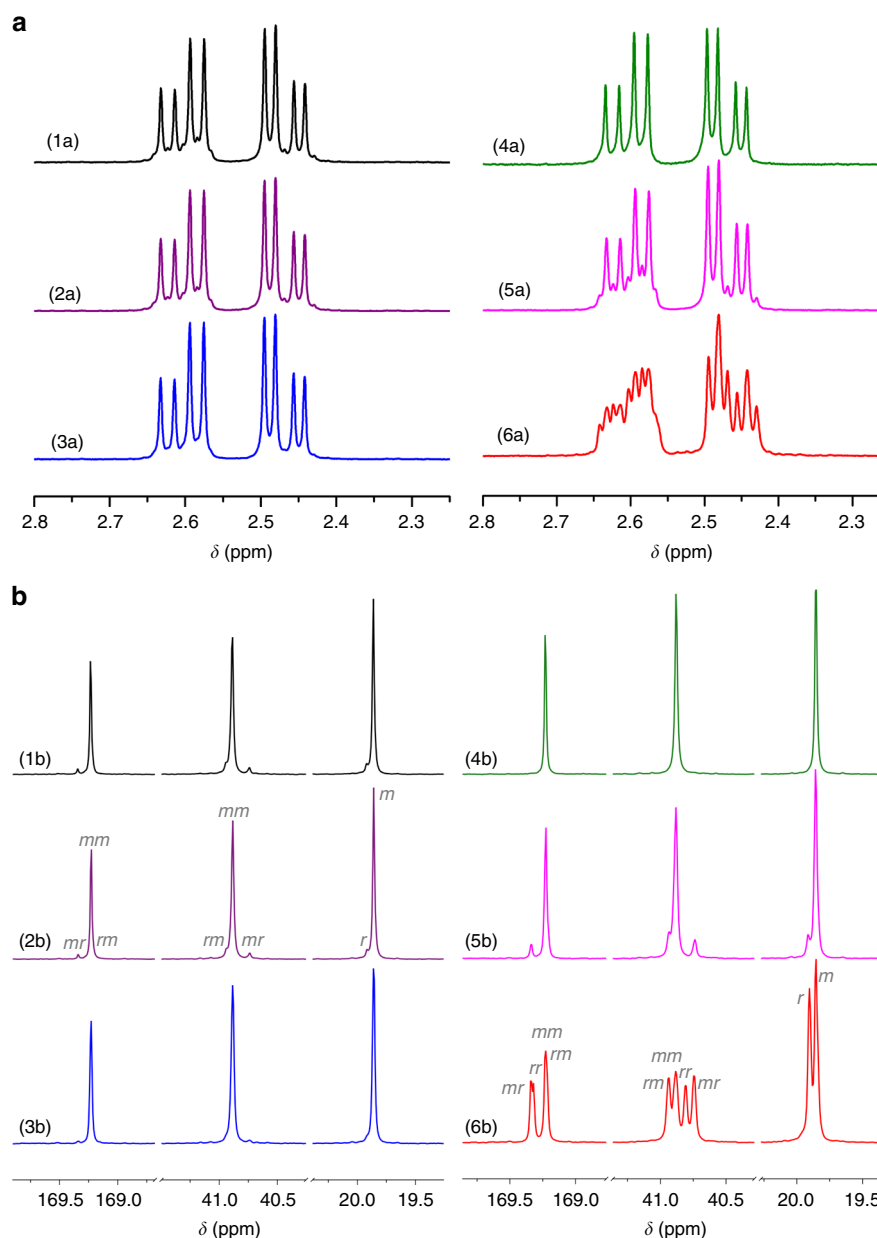 a
(1a)
(4a)
(2a)
(5a)
(3a)
(6a)
2.8 2.7 2.6 2.5 2.4 2.3
2.8 2.7 2.6 2.5 2.4 2.3
δ (ppm)
δ (ppm)
b
(1b)
(4b)
m
mm mm
(2b) mr rm rm mr r
(5b)
m
r
mm mm
rr rm rm rr mr
mr
(3b)
(6b)
169.5 169.0 41.0 40.5 20.0 19.5
169.5 169.0 41.0 40.5 20.0 19.5
δ (ppm)
δ (ppm)